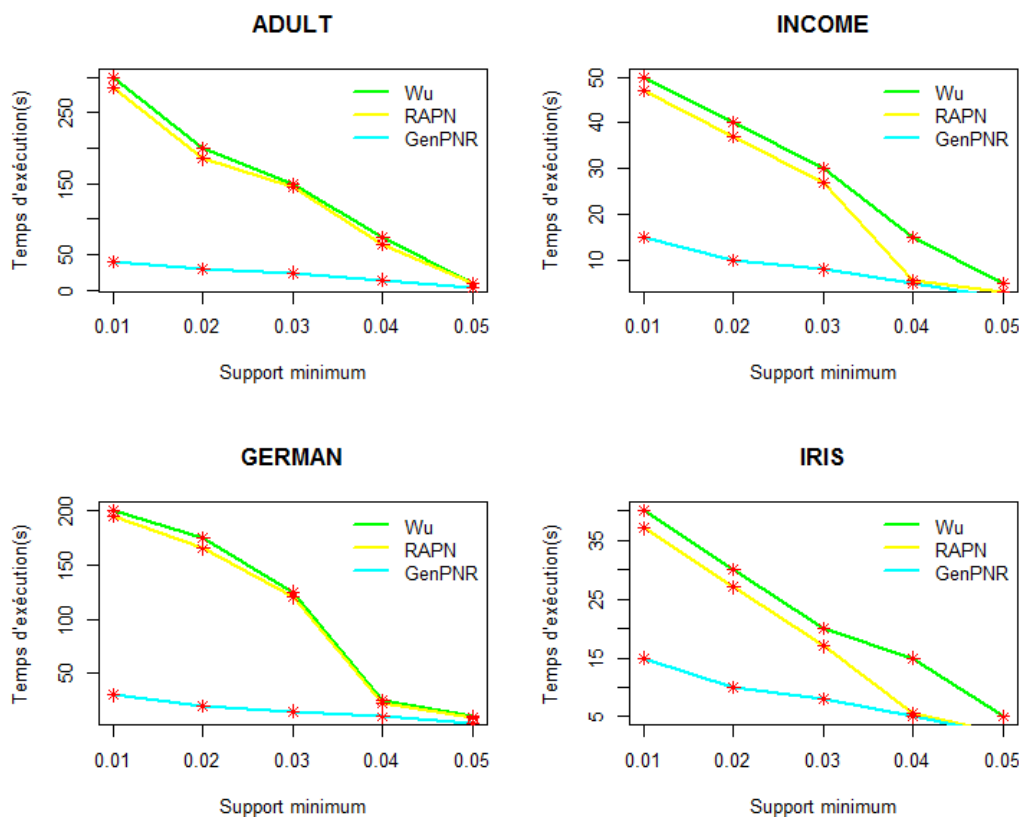 ADULT
Temps d'exécution(s)
250
150
50
0
Wu
RAPN
GenPNR
0.01 0.02 0.03 0.04 0.05
Support minimum
INCOME
Temps d'exécution(s)
50
40
30
20
10
Wu
RAPN
GenPNR
0.01 0.02 0.03 0.04 0.05
Support minimum
GERMAN
Temps d'exécution(s)
200
150
100
50
Wu
RAPN
GenPNR
0.01 0.02 0.03 0.04 0.05
Support minimum
IRIS
Temps d'exécution(s)
35
25
15
5
Wu
RAPN
GenPNR
0.01 0.02 0.03 0.04 0.05
Support minimum